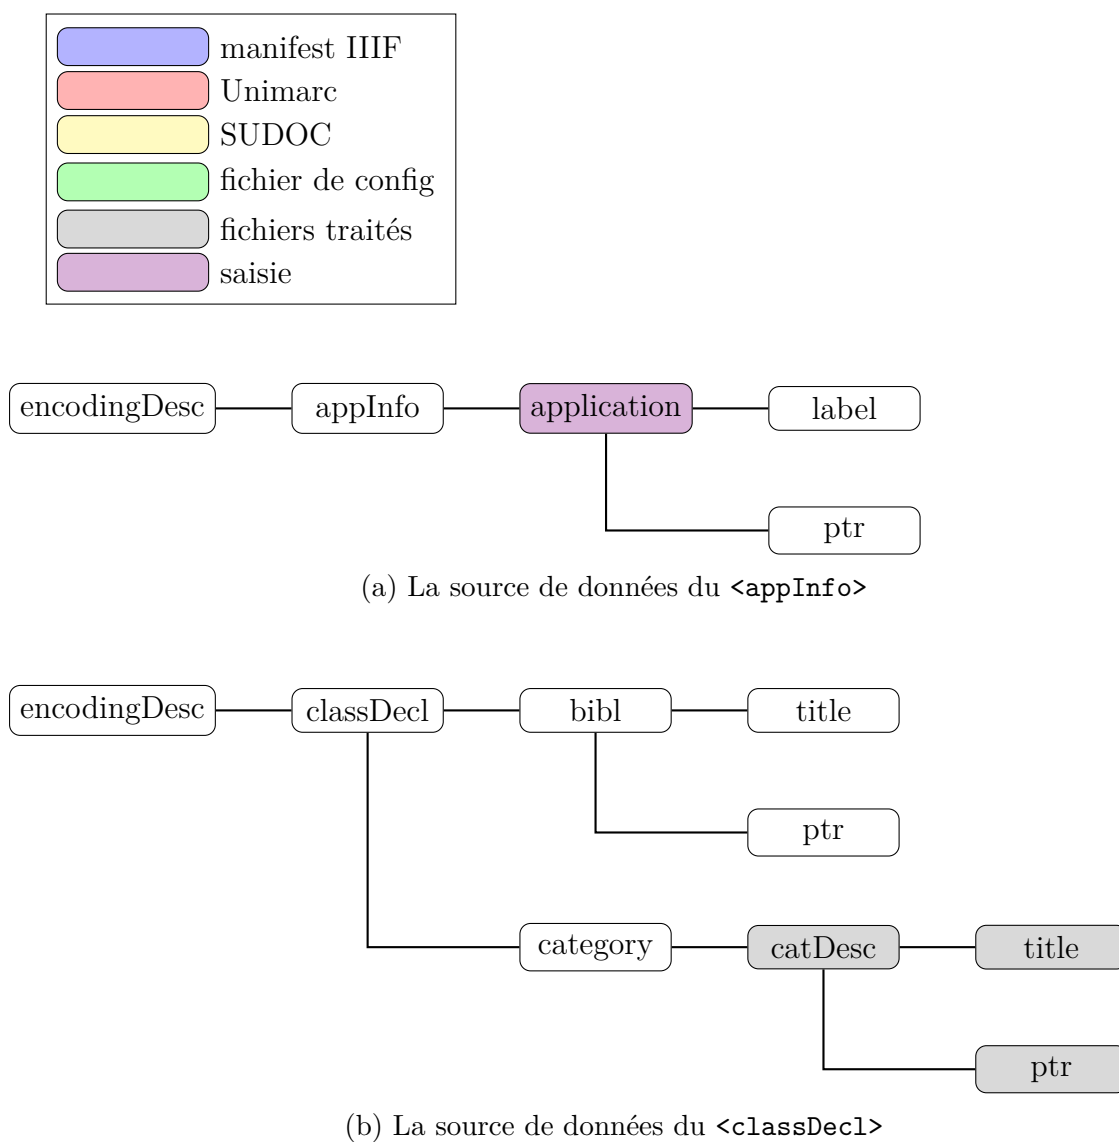 manifest IIIF
Unimarc
SUDOC
fichier de config
fichiers traités
saisie
encodingDesc appInfo application label
ptr
(a) La source de données du <appInfo>
encodingDesc classDecl bibl title
ptr
category catDesc title
ptr
(b) La source de données du <classDecl>